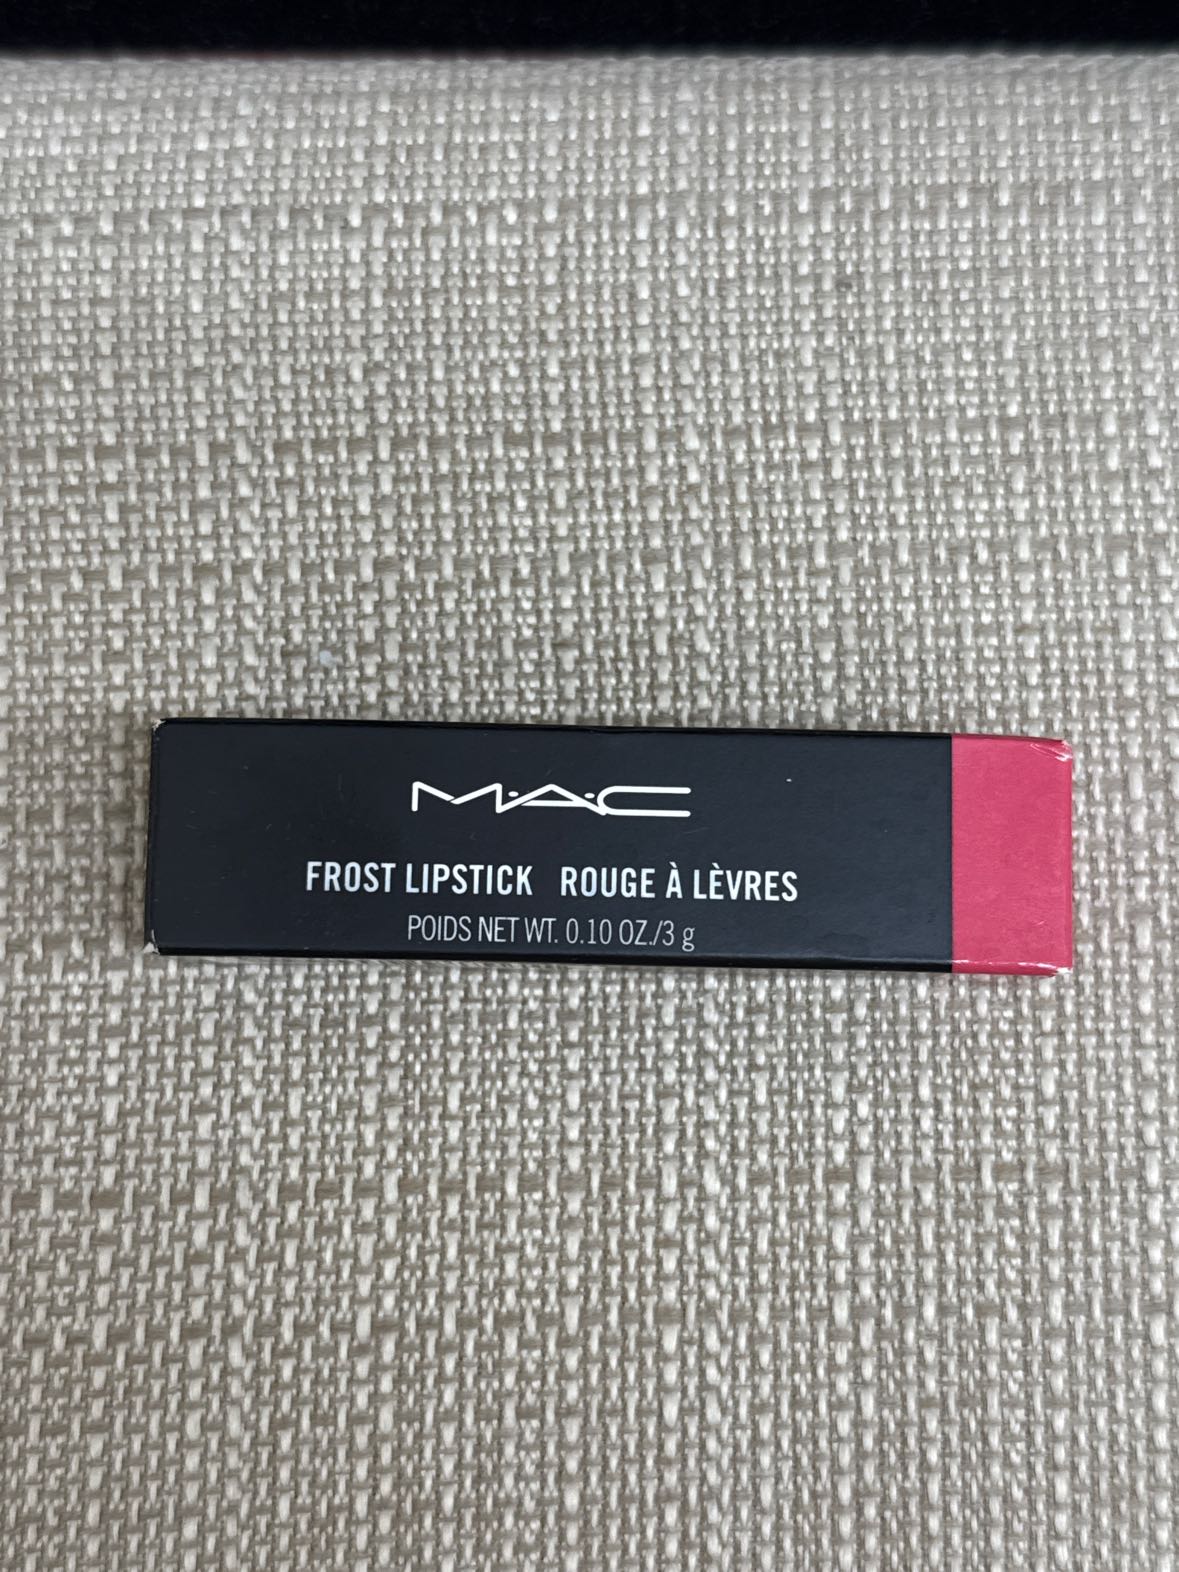 M·A·C
FROST LIPSTICK ROUGE À LÈVRES
POIDS NET WT. 0.10 OZ./3 g